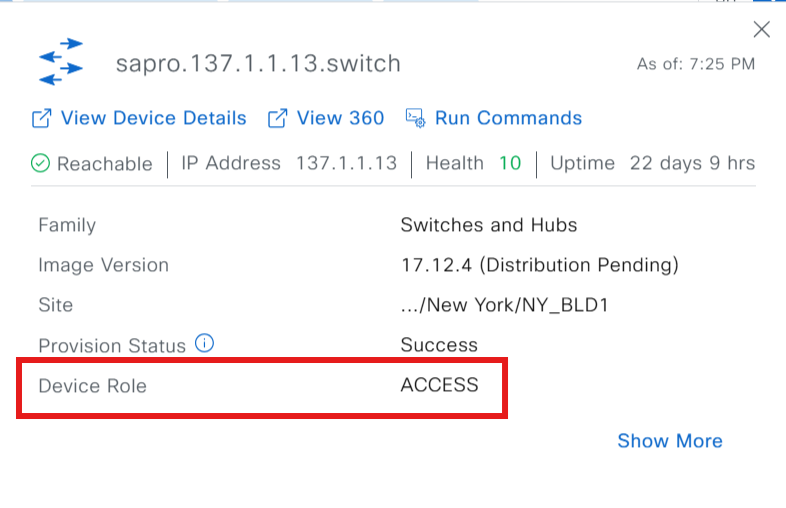 sapro.137.1.1.13.switch
As of: 7:25 PM
View Device Details View 360 Run Commands
Reachable IP Address 137.1.1.13 Health 10 Uptime 22 days 9 hrs
Family Switches and Hubs
Image Version 17.12.4 (Distribution Pending)
Site .../New York/NY_BLD1
Provision Status Success
Device Role ACCESS
Show More